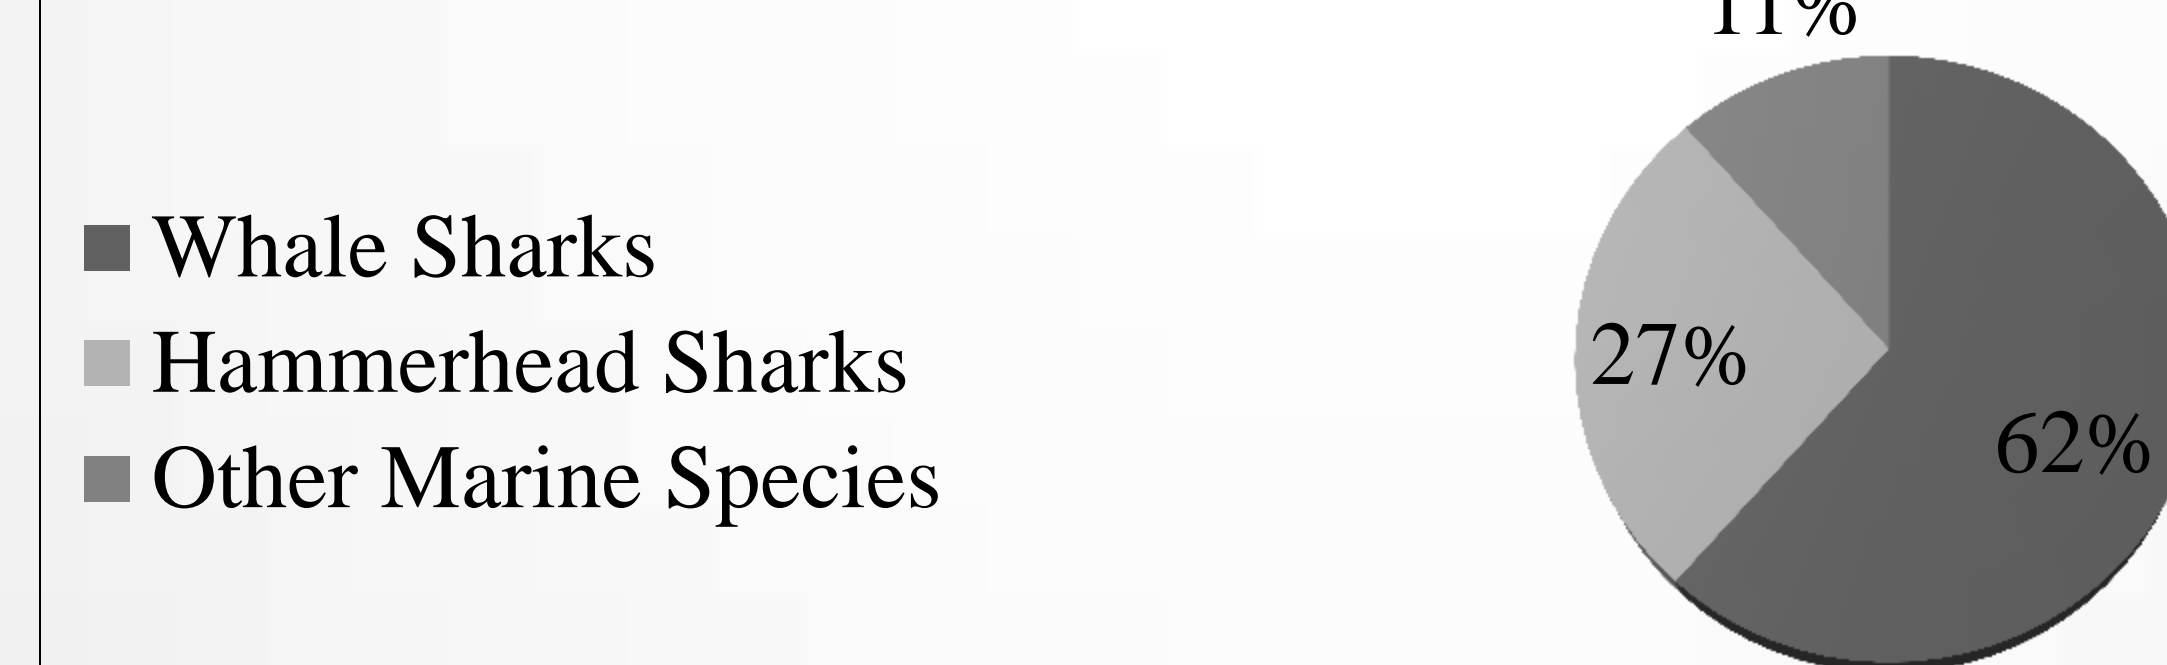 11%
Whale Sharks
Hammerhead Sharks
27%
62%
Other Marine Species